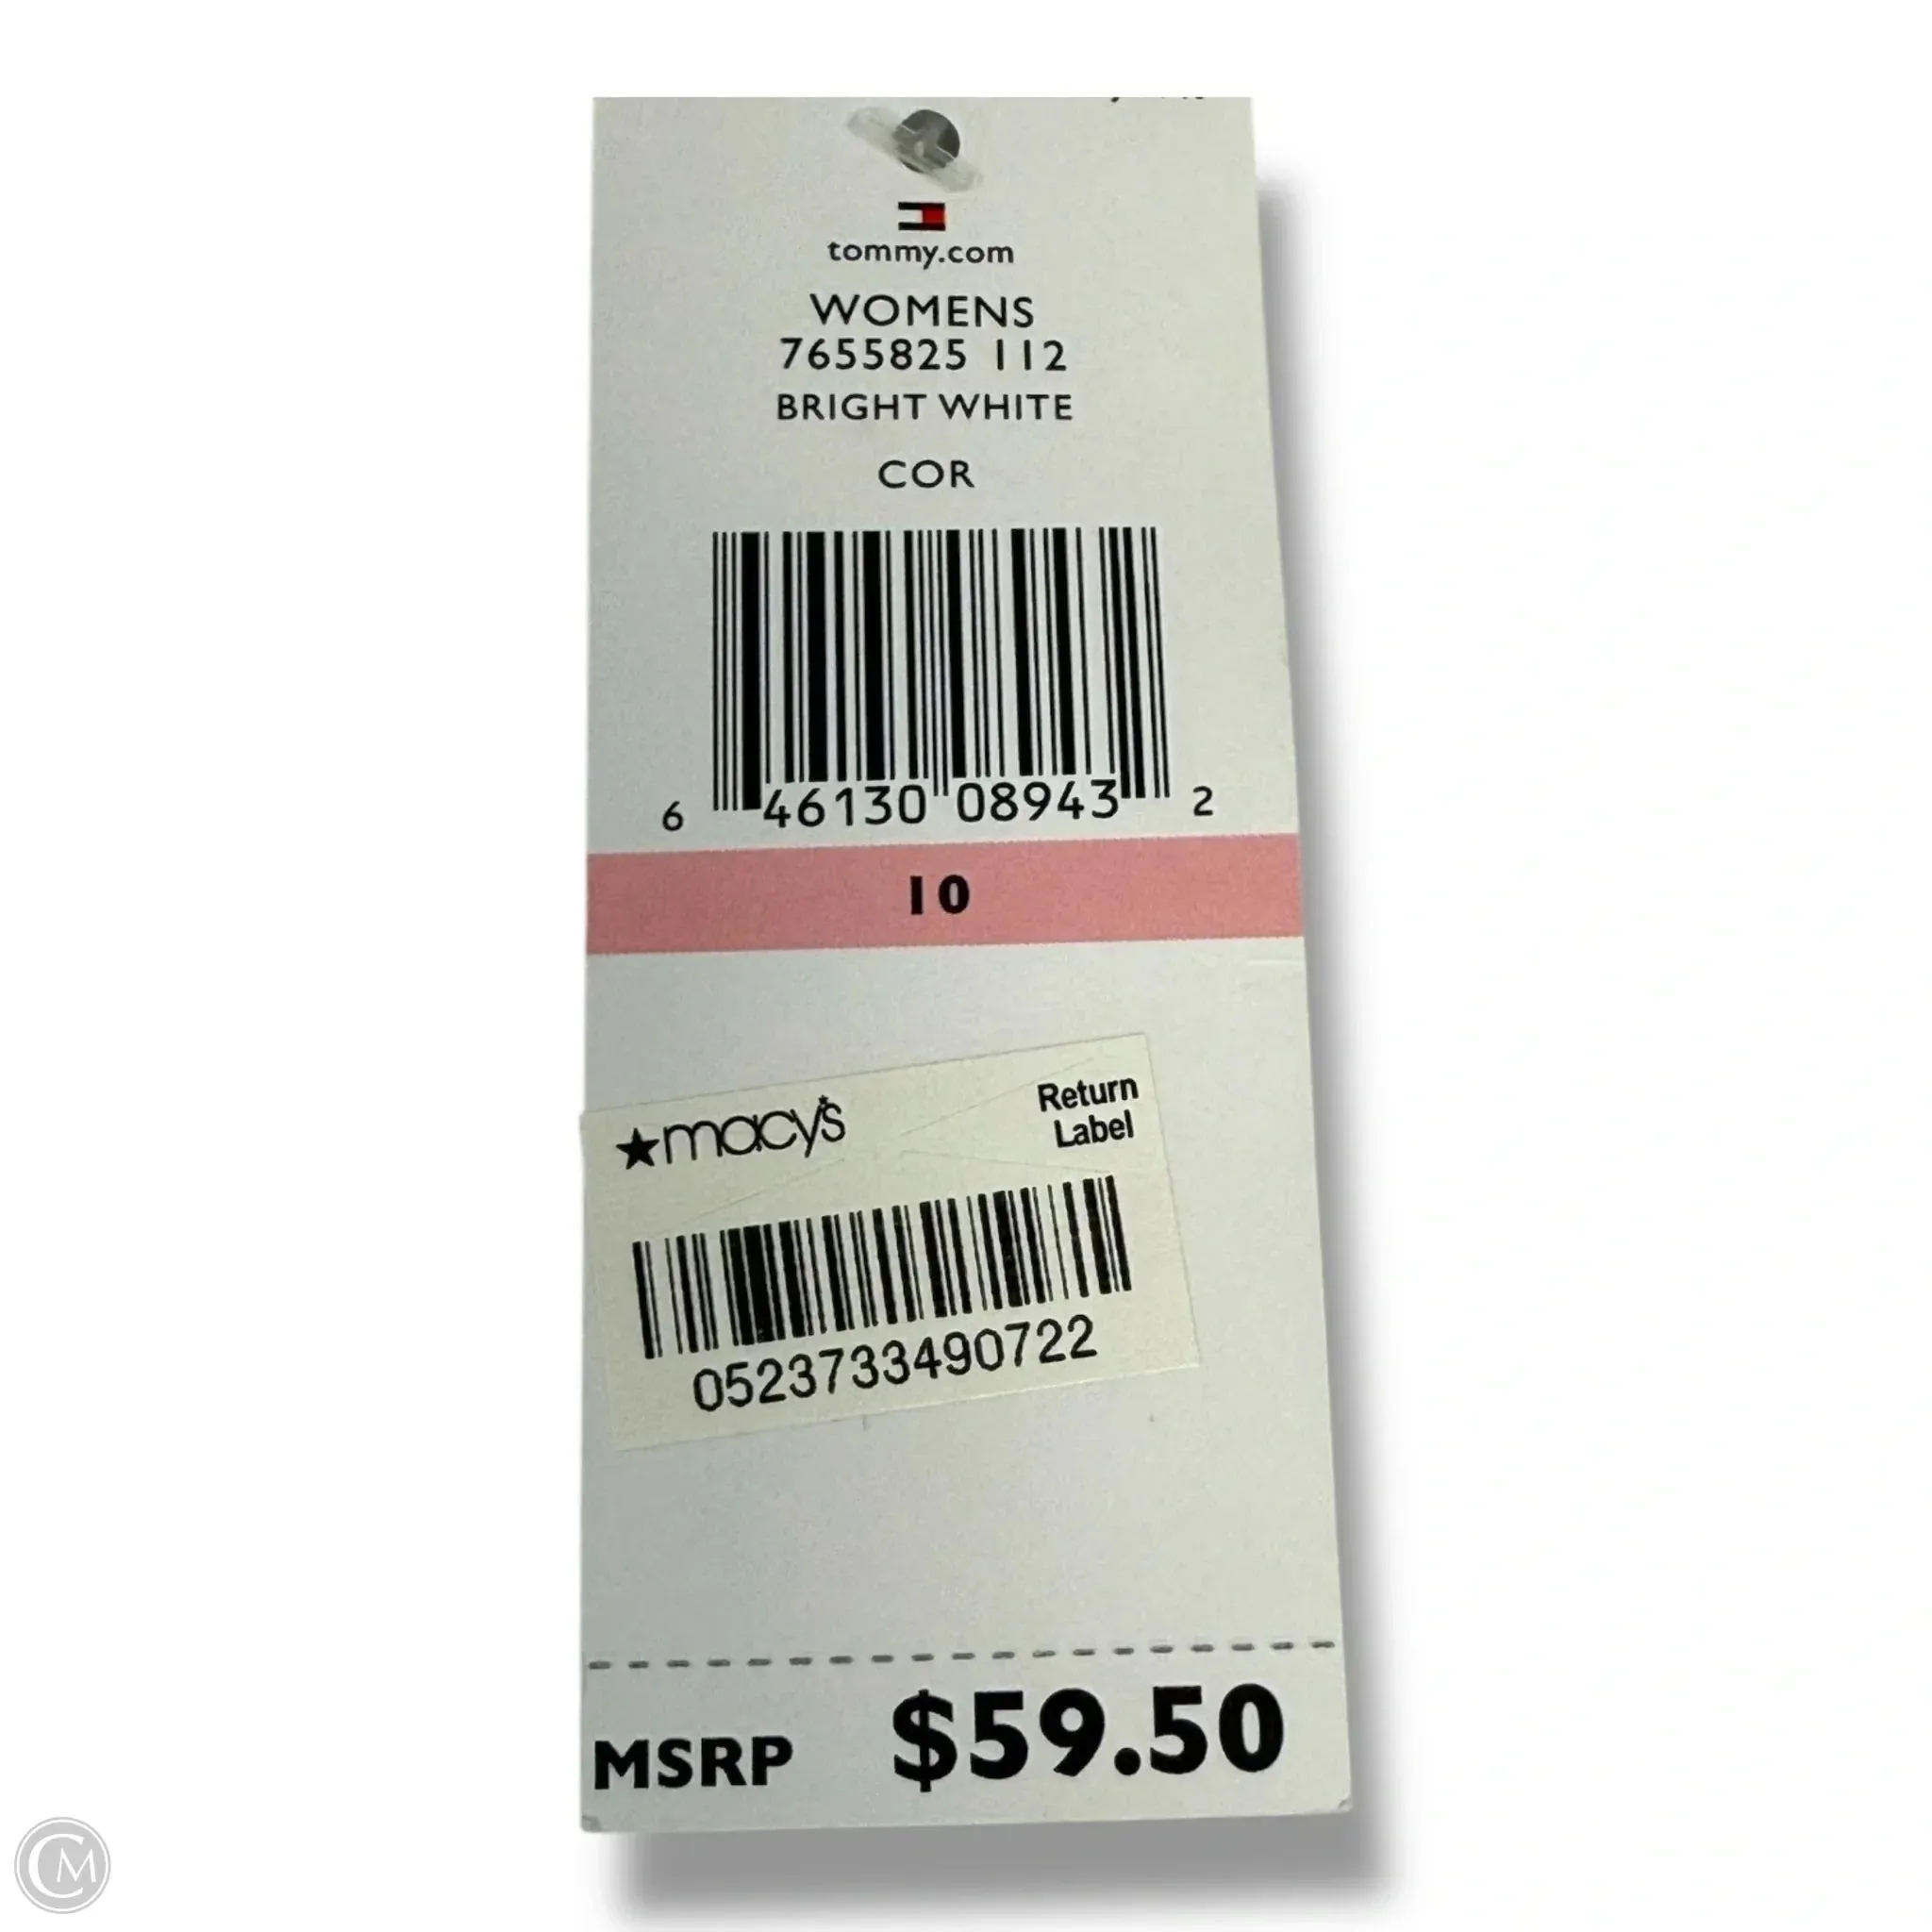 tommy.com
WOMENS
7655825 112
BRIGHT WHITE
COR
6 46130 08943 2
10
macy's
Return
Label
0523733490722
MSRP $59.50
CM